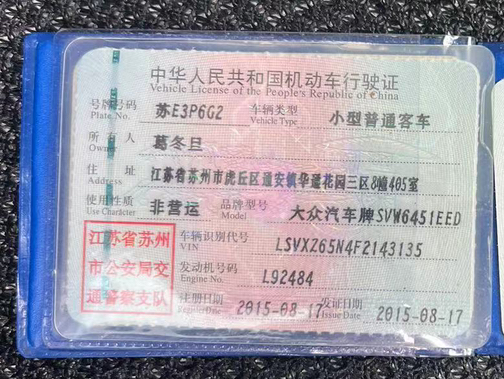 中华人民共和国机动车行驶证
Vehicle License of the People's Republic of China
号牌号码 苏E3P6G2 车辆类型 小型普通客车
Plate No. Vehicle Type
所有人 葛冬旦
Owner
住址 江苏省苏州市虎丘区通安镇华通花园三区8幢405室
Address
使用性质 非营运 品牌型号 大众汽车牌SVW6451EED
Use Character Model
江苏省苏州 车辆识别代号 LSVXZ65N4F2143135
VIN
市公安局交 发动机号码 L92484
Engine No.
通警察支队 注册日期 2015-08-17 发证日期 2015-08-17
Register Date Issue Date